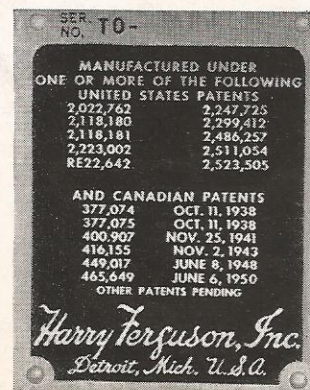 SER. NO. TO-
MANUFACTURED UNDER
ONE OR MORE OF THE FOLLOWING
UNITED STATES PATENTS
2,022,762 2,247,725
2,118,180 2,299,412
2,118,181 2,486,257
2,223,002 2,511,054
RE22,642 2,523,505
AND CANADIAN PATENTS
377,074 OCT. 11, 1938
377,075 OCT. 11, 1938
400,907 NOV. 25, 1941
416,155 NOV. 2, 1943
449,017 JUNE 8, 1948
465,649 JUNE 6, 1950
OTHER PATENTS PENDING
Harry Ferguson, Inc.
Detroit, Mich. U.S.A.